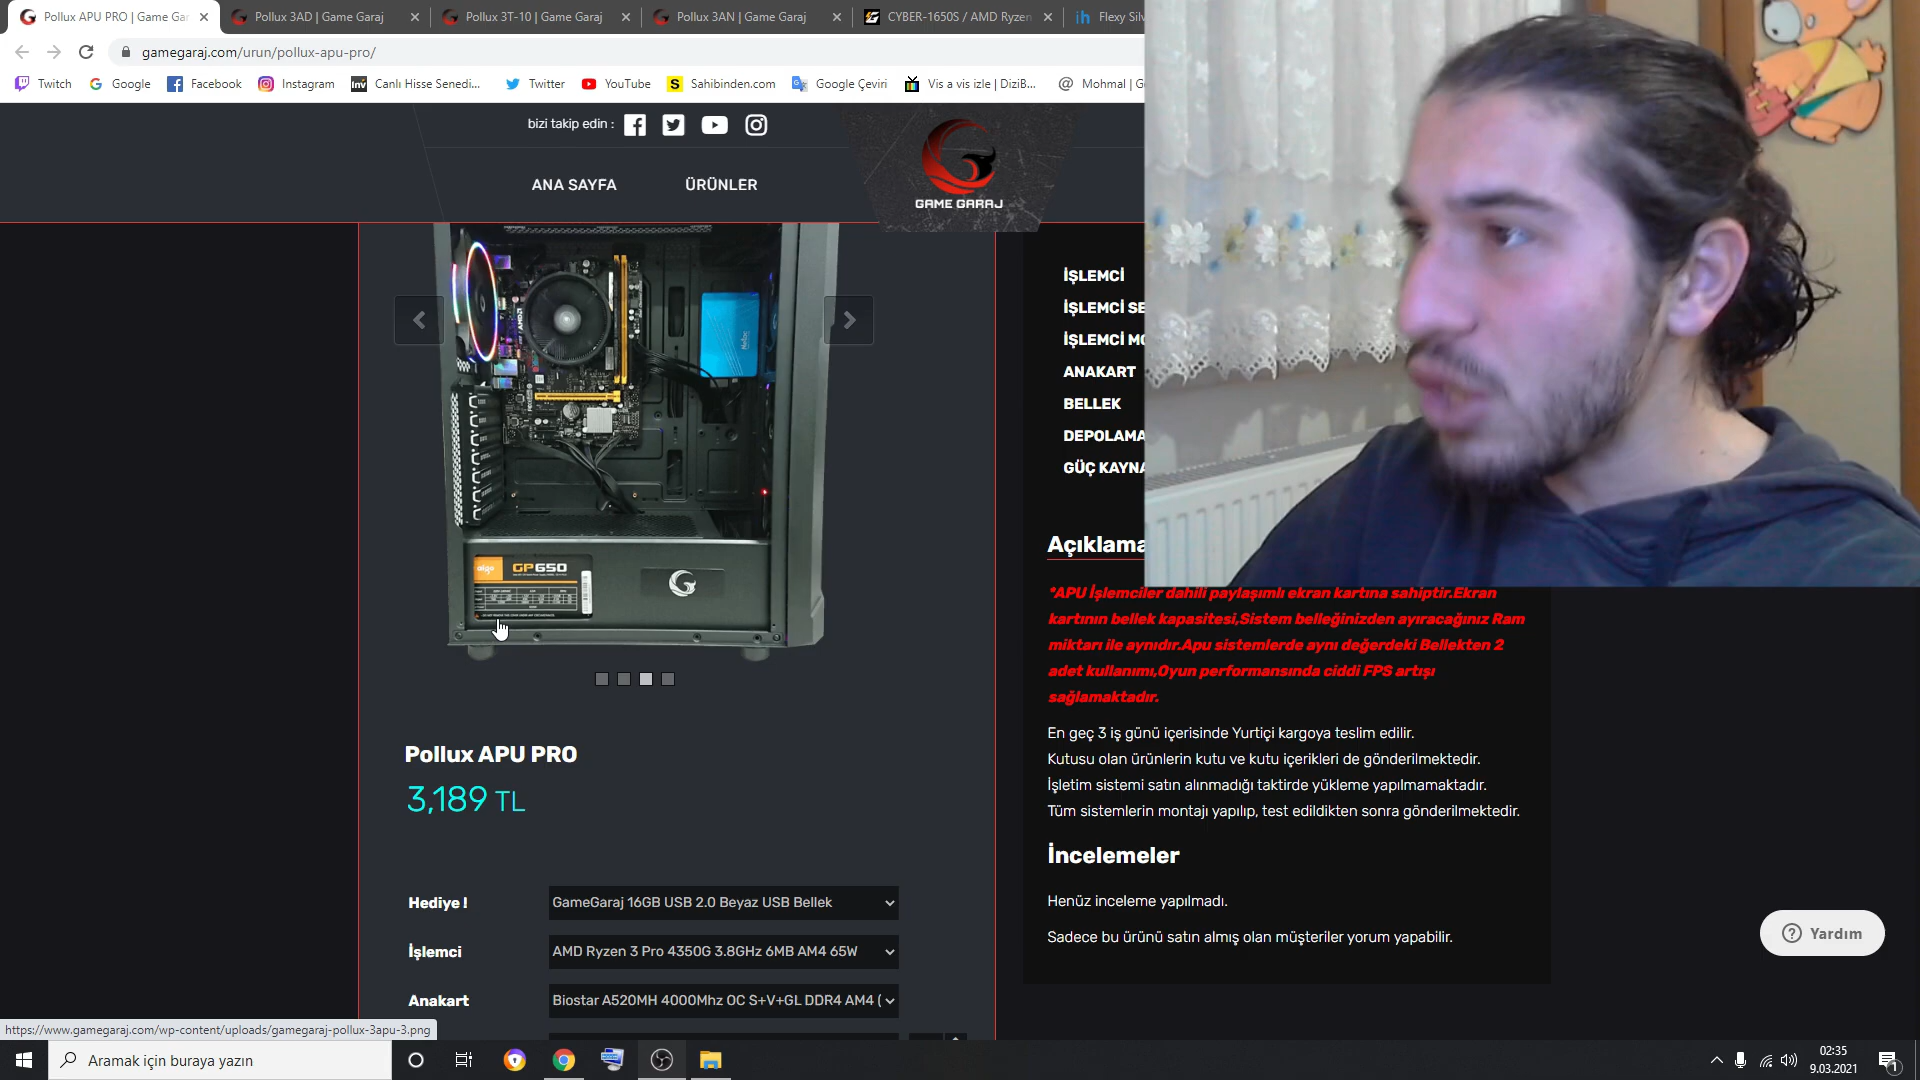 Pollux APU PRO | Game Gar
Pollux 3AD | Game Garaj
Pollux 3T-10 | Game Garaj
Pollux 3AN | Game Garaj
CYBER-1650S / AMD Ryzen
Flexy Silv
gamegaraj.com/urun/pollux-apu-pro/
Twitch
Google
Facebook
Instagram
Inv
Canlı Hisse Senedi...
Twitter
YouTube
Sahibinden.com
Google Çeviri
Vis a vis izle | DiziB...
Mohmal | G
bizi takip edin :
ANA SAYFA
ÜRÜNLER
GAME GARAJ
aigo
GP650
İŞLEMCİ
İŞLEMCİ SE
İŞLEMCİ MO
ANAKART
BELLEK
DEPOLAMA
GÜÇ KAYNA
Açıklama
*APU İşlemciler dahili paylaşımlı ekran kartına sahiptir.Ekran
kartının bellek kapasitesi,Sistem belleğinizden ayıracağınız Ram
miktarı ile aynıdır.Apu sistemlerde aynı değerdeki Bellekten 2
adet kullanımı,Oyun performansında ciddi FPS artışı
sağlamaktadır.
En geç 3 iş günü içerisinde Yurtiçi kargoya teslim edilir.
Kutusu olan ürünlerin kutu ve kutu içerikleri de gönderilmektedir.
İşletim sistemi satın alınmadığı taktirde yükleme yapılmamaktadır.
Tüm sistemlerin montajı yapılıp, test edildikten sonra gönderilmektedir.
İncelemeler
Henüz inceleme yapılmadı.
Sadece bu ürünü satın almış olan müşteriler yorum yapabilir.
Pollux APU PRO
3,189 TL
Hediye !
GameGaraj 16GB USB 2.0 Beyaz USB Bellek
İşlemci
AMD Ryzen 3 Pro 4350G 3.8GHz 6MB AM4 65W
Anakart
Biostar A520MH 4000Mhz OC S+V+GL DDR4 AM4 (
Yardım
https://www.gamegaraj.com/wp-content/uploads/gamegaraj-pollux-3apu-3.png
Aramak için buraya yazın
02:35
9.03.2021
1